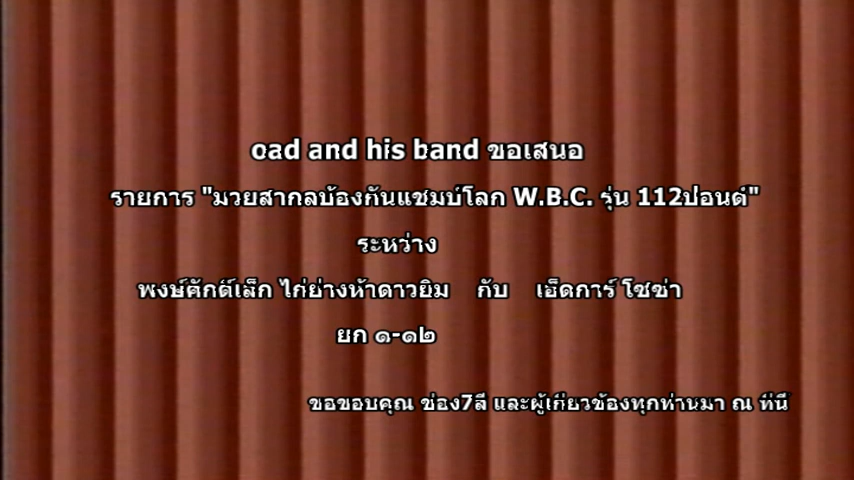 oad and his band ขอเสนอ
รายการ "มวยสากลป้องกันแชมป์โลก W.B.C. รุ่น 112ปอนด์"
ระหว่าง
พงษ์ศักดิ์เล็ก ไก่ย่างห้าดาวยิม กับ เอ็ดการ์ โซซ่า
ยก ๑-๑๒
ขอขอบคุณ ช่อง7สี และผู้เกี่ยวข้องทุกท่านมา ณ ที่นี้